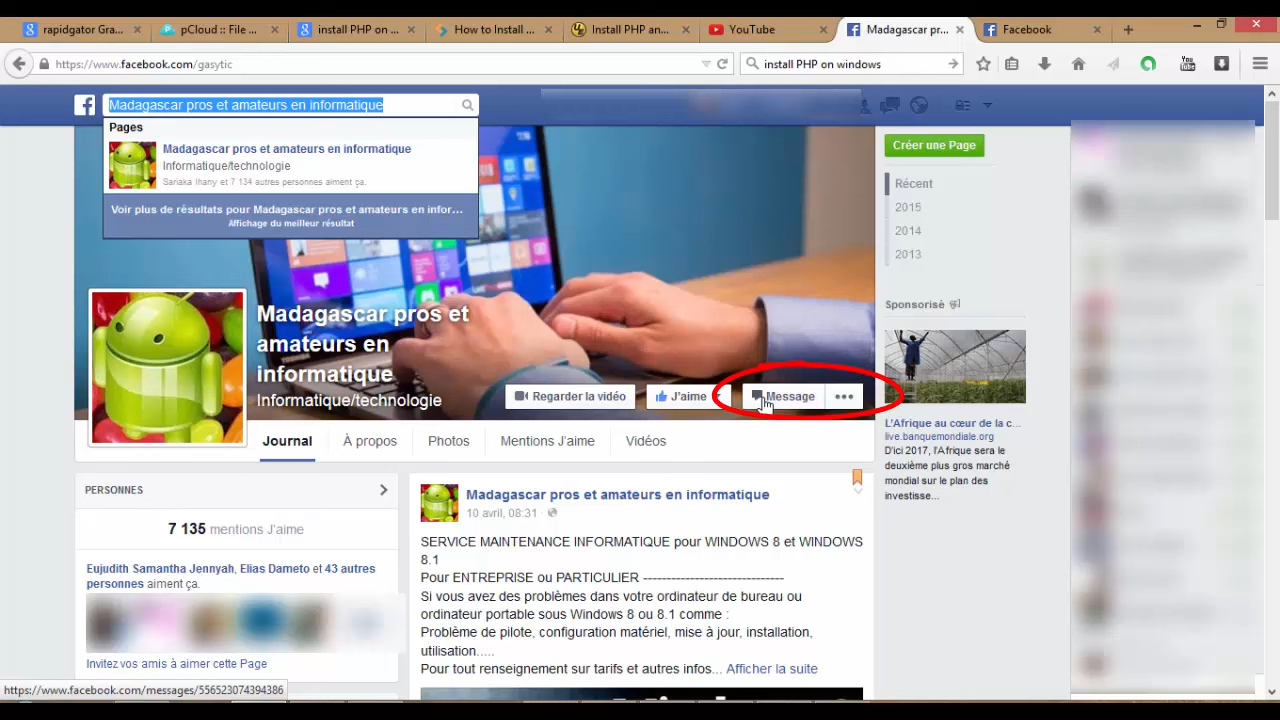 rapidgator Gra...
pCloud :: File ...
install PHP on ...
How to Install ...
Install PHP an...
YouTube
Madagascar pr...
Facebook
https://www.facebook.com/gasytic
install PHP on windows
You
Madagascar pros et amateurs en informatique
Pages
Madagascar pros et amateurs en informatique
Informatique/technologie
Sariaka Ihany et 7 134 autres personnes aiment ça.
Voir plus de résultats pour Madagascar pros et amateurs en infor...
Affichage du meilleur résultat
Créer une Page
Récent
2015
2014
2013
TOSHIBA
Madagascar pros et
amateurs en
informatique
Informatique/technologie
Regarder la vidéo
J'aime
Message
Journal
À propos
Photos
Mentions J'aime
Vidéos
Sponsorisé
L'Afrique au cœur de la c...
live.banquemondiale.org
D'ici 2017, l'Afrique sera le
deuxième plus gros marché
mondial sur le plan des
investisse...
PERSONNES
7 135 mentions J'aime
Eujudith Samantha Jennyah, Elias Dameto et 43 autres
personnes aiment ça.
Invitez vos amis à aimer cette Page
Madagascar pros et amateurs en informatique
10 avril, 08:31
SERVICE MAINTENANCE INFORMATIQUE pour WINDOWS 8 et WINDOWS
8.1
Pour ENTREPRISE ou PARTICULIER ------------------------------
Si vous avez des problèmes dans votre ordinateur de bureau ou
ordinateur portable sous Windows 8 ou 8.1 comme :
Problème de pilote, configuration matériel, mise à jour, installation,
utilisation.....
Pour tout renseignement sur tarifs et autres infos... Afficher la suite
https://www.facebook.com/messages/556523074394386